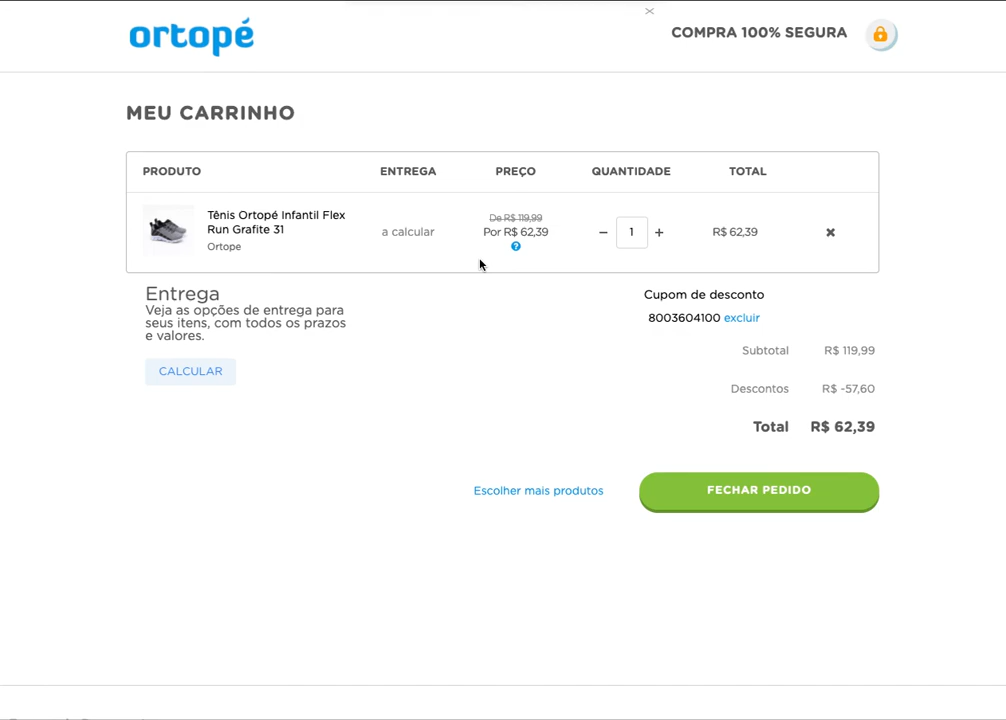 ortopé
COMPRA 100% SEGURA
MEU CARRINHO
PRODUTO ENTREGA PREÇO QUANTIDADE TOTAL
Tênis Ortopé Infantil Flex
Run Grafite 31
Ortope
a calcular
De R$ 119,99
Por R$ 62,39
?
− 1 +
R$ 62,39
Entrega
Veja as opções de entrega para
seus itens, com todos os prazos
e valores.
CALCULAR
Cupom de desconto
8003604100 excluir
Subtotal R$ 119,99
Descontos R$ -57,60
Total R$ 62,39
Escolher mais produtos
FECHAR PEDIDO